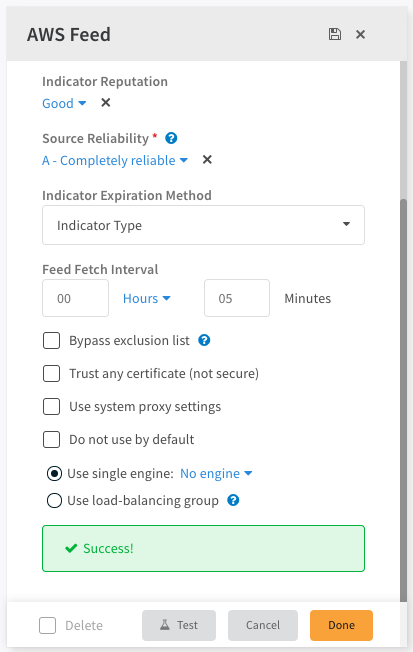 AWS Feed
Indicator Reputation
Good
Source Reliability *
A - Completely reliable
Indicator Expiration Method
Indicator Type
Feed Fetch Interval
00 Hours 05 Minutes
Bypass exclusion list
Trust any certificate (not secure)
Use system proxy settings
Do not use by default
Use single engine: No engine
Use load-balancing group
Success!
Delete Test Cancel Done